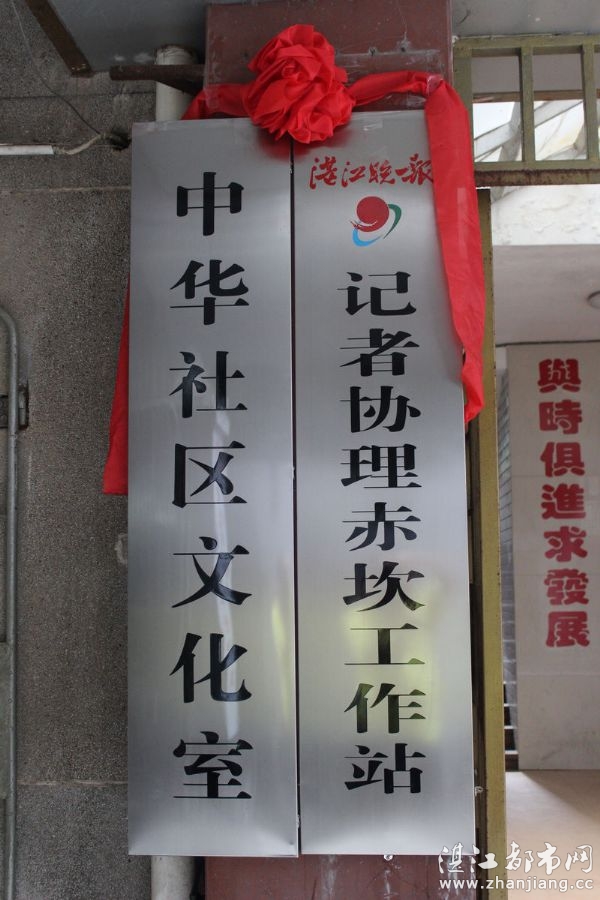 中华社区文化室
湛江晚报
记者协理赤坎工作站
與時俱進求發展
湛江都市网
www.zhanjiang.cc